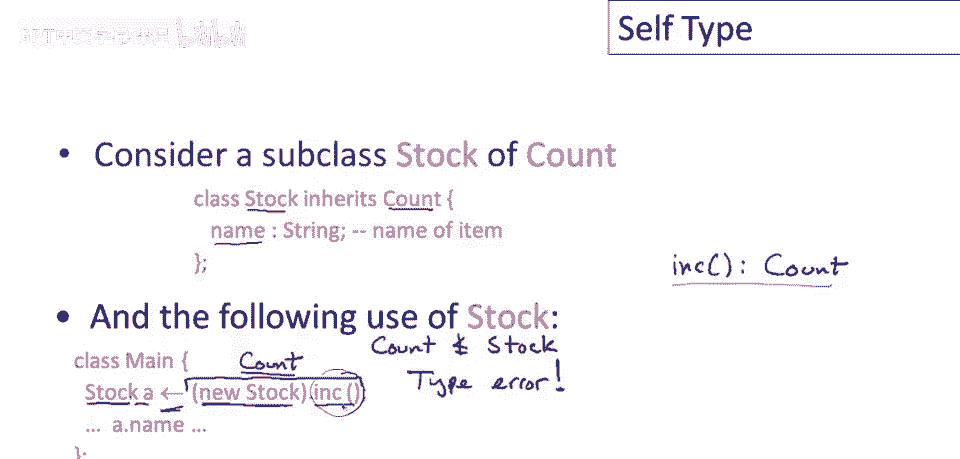 Self Type
• Consider a subclass Stock of Count
class Stock inherits Count {
name : String; -- name of item
};
inc() : Count
• And the following use of Stock:
Count ≰ Stock
class Main {
Count
Type error!
Stock a ← (new Stock) inc ()
... a.name ...
};